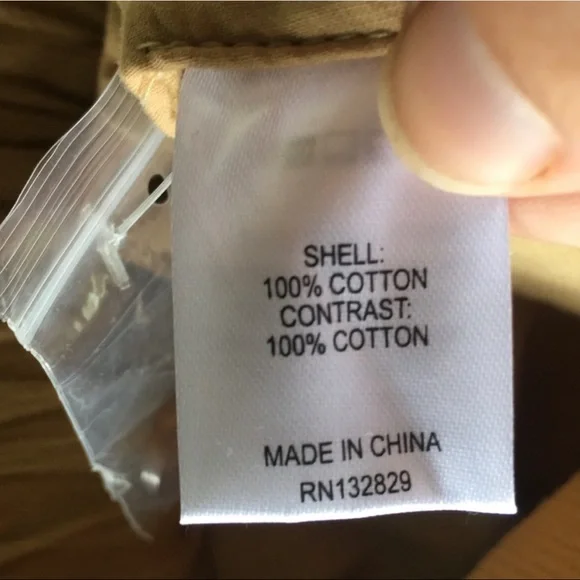 SHELL:
100% COTTON
CONTRAST:
100% COTTON
MADE IN CHINA
RN132829